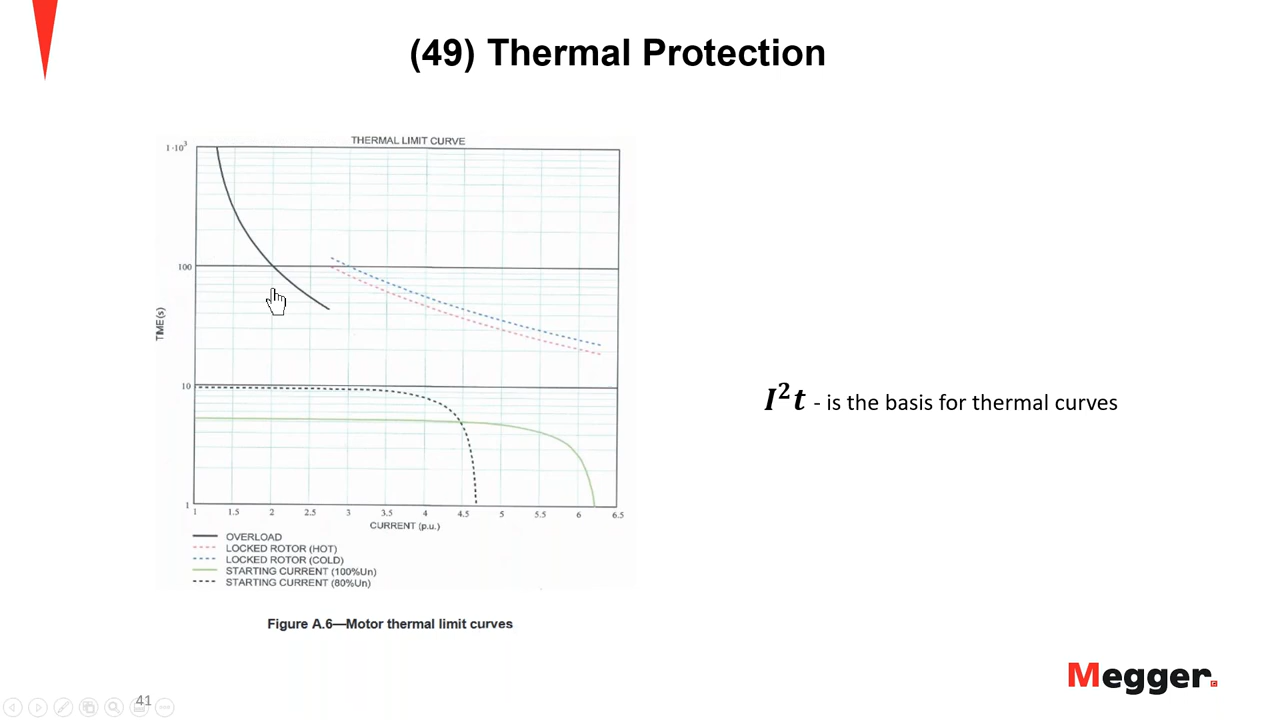 (49) Thermal Protection
THERMAL LIMIT CURVE
1·10³
100
10
1
TIME(s)
1 1.5 2 2.5 3 3.5 4 4.5 5 5.5 6 6.5
CURRENT (p.u.)
OVERLOAD
LOCKED ROTOR (HOT)
LOCKED ROTOR (COLD)
STARTING CURRENT (100%Un)
STARTING CURRENT (80%Un)
Figure A.6—Motor thermal limit curves
I²t - is the basis for thermal curves
41
Megger.